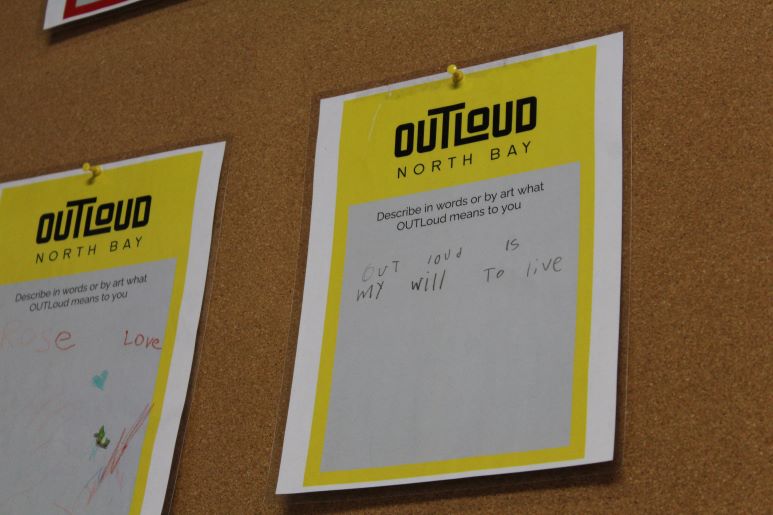 OUTLOUD
NORTH BAY
Describe in words or by art what
OUTLoud means to you
Rose Love
OUTLOUD
NORTH BAY
Describe in words or by art what
OUTLoud means to you
OUT loud is
my will To live